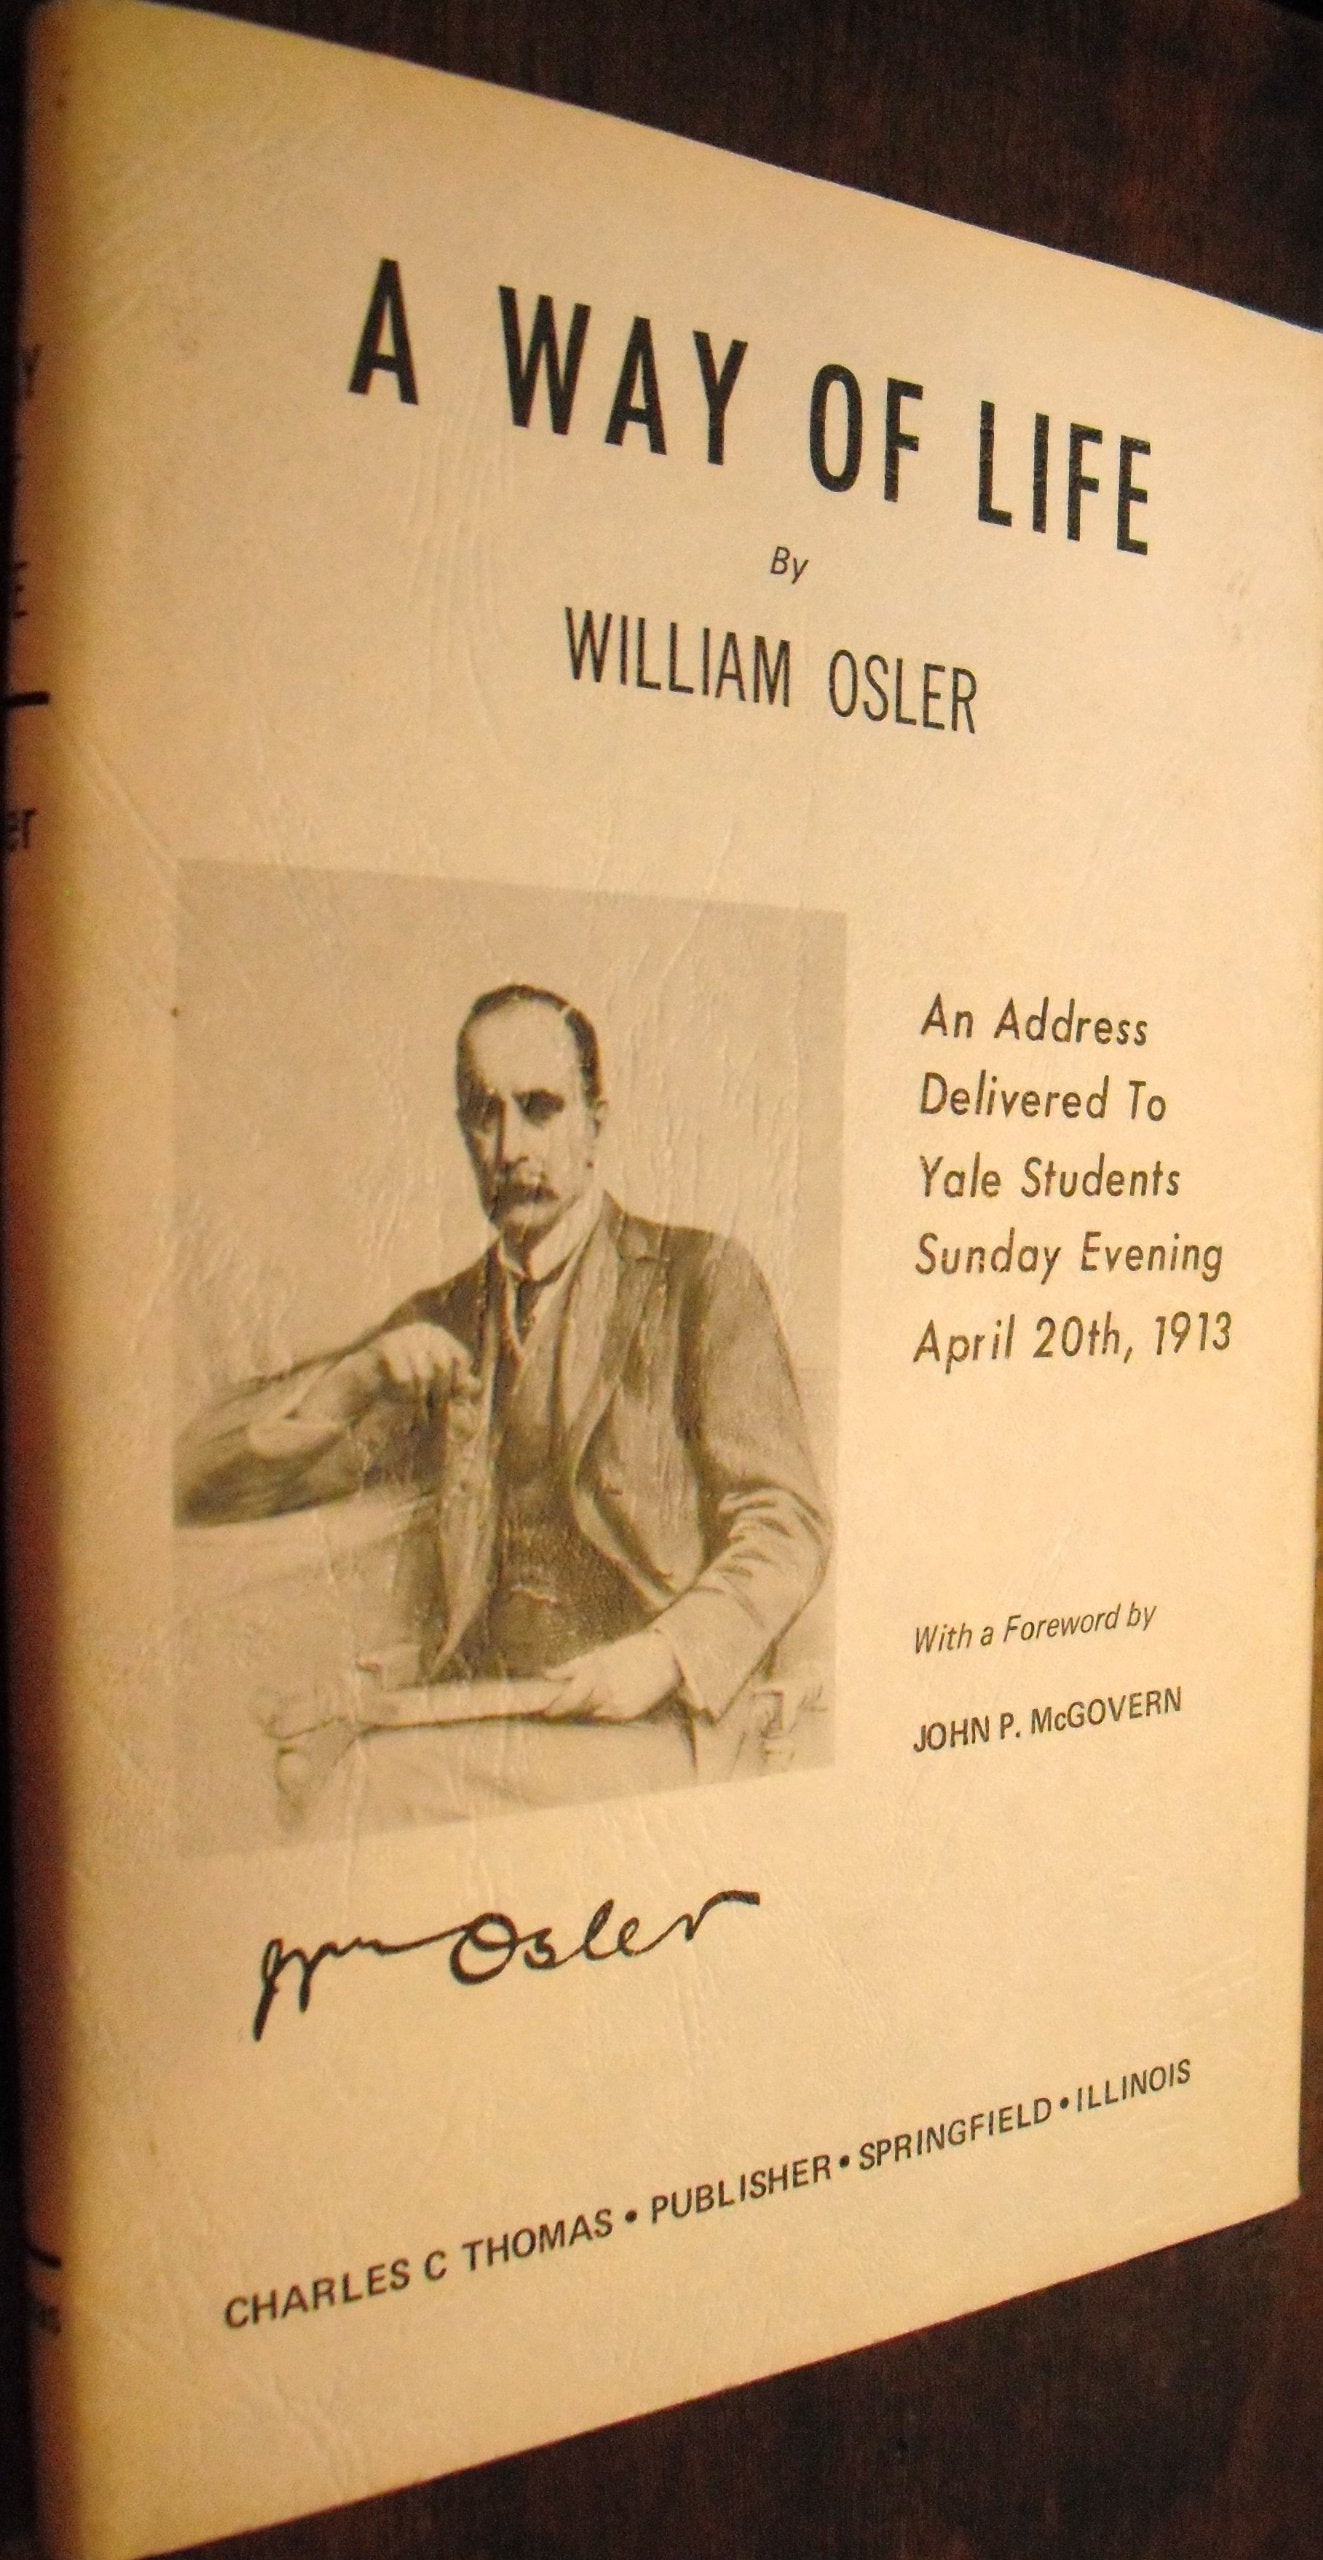 A WAY OF LIFE
By
WILLIAM OSLER
An Address
Delivered To
Yale Students
Sunday Evening
April 20th, 1913
With a Foreword by
JOHN P. McGOVERN
Wm Osler
CHARLES C THOMAS • PUBLISHER • SPRINGFIELD • ILLINOIS